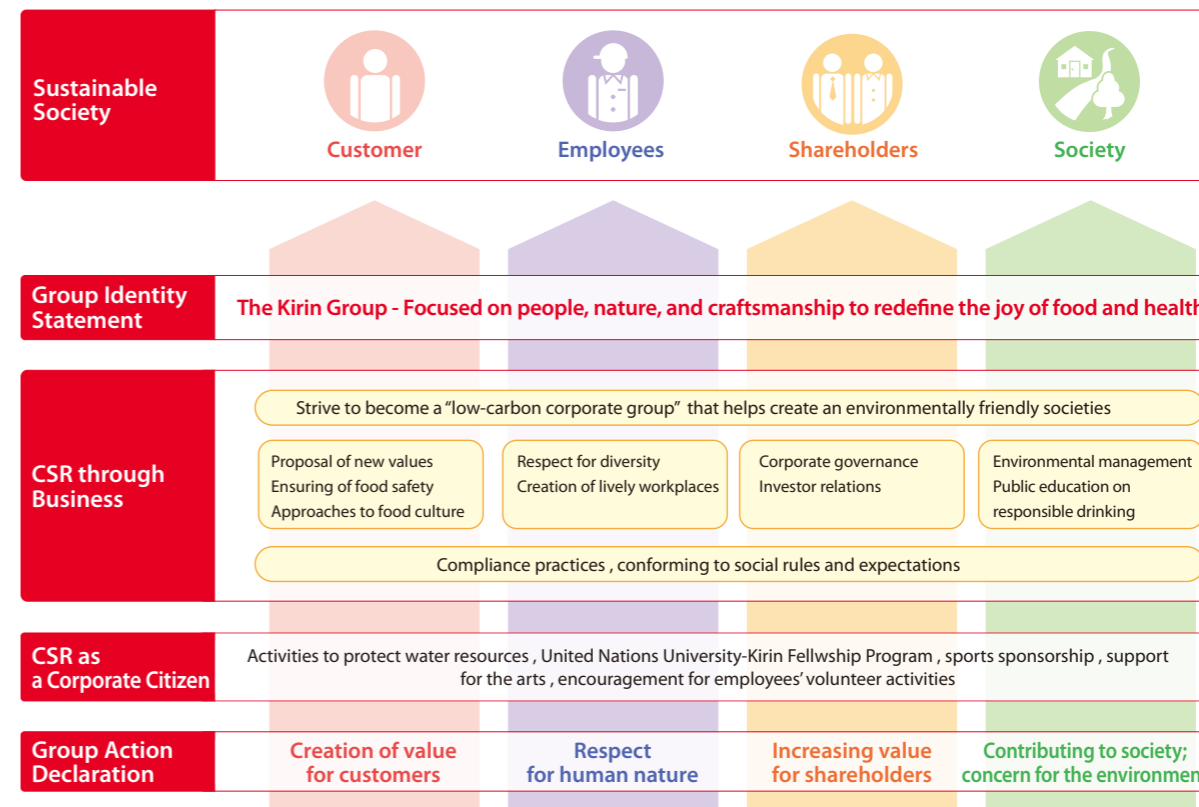 Sustainable
Society
Customer
Employees
Shareholders
Society
Group Identity
Statement
The Kirin Group - Focused on people, nature, and craftsmanship to redefine the joy of food and health
CSR through
Business
Strive to become a “low-carbon corporate group” that helps create an environmentally friendly societies
Proposal of new values
Ensuring of food safety
Approaches to food culture
Respect for diversity
Creation of lively workplaces
Corporate governance
Investor relations
Environmental management
Public education on
responsible drinking
Compliance practices , conforming to social rules and expectations
CSR as
a Corporate Citizen
Activities to protect water resources , United Nations University-Kirin Fellwship Program , sports sponsorship , support
for the arts , encouragement for employees’ volunteer activities
Group Action
Declaration
Creation of value
for customers
Respect
for human nature
Increasing value
for shareholders
Contributing to society;
concern for the environmen